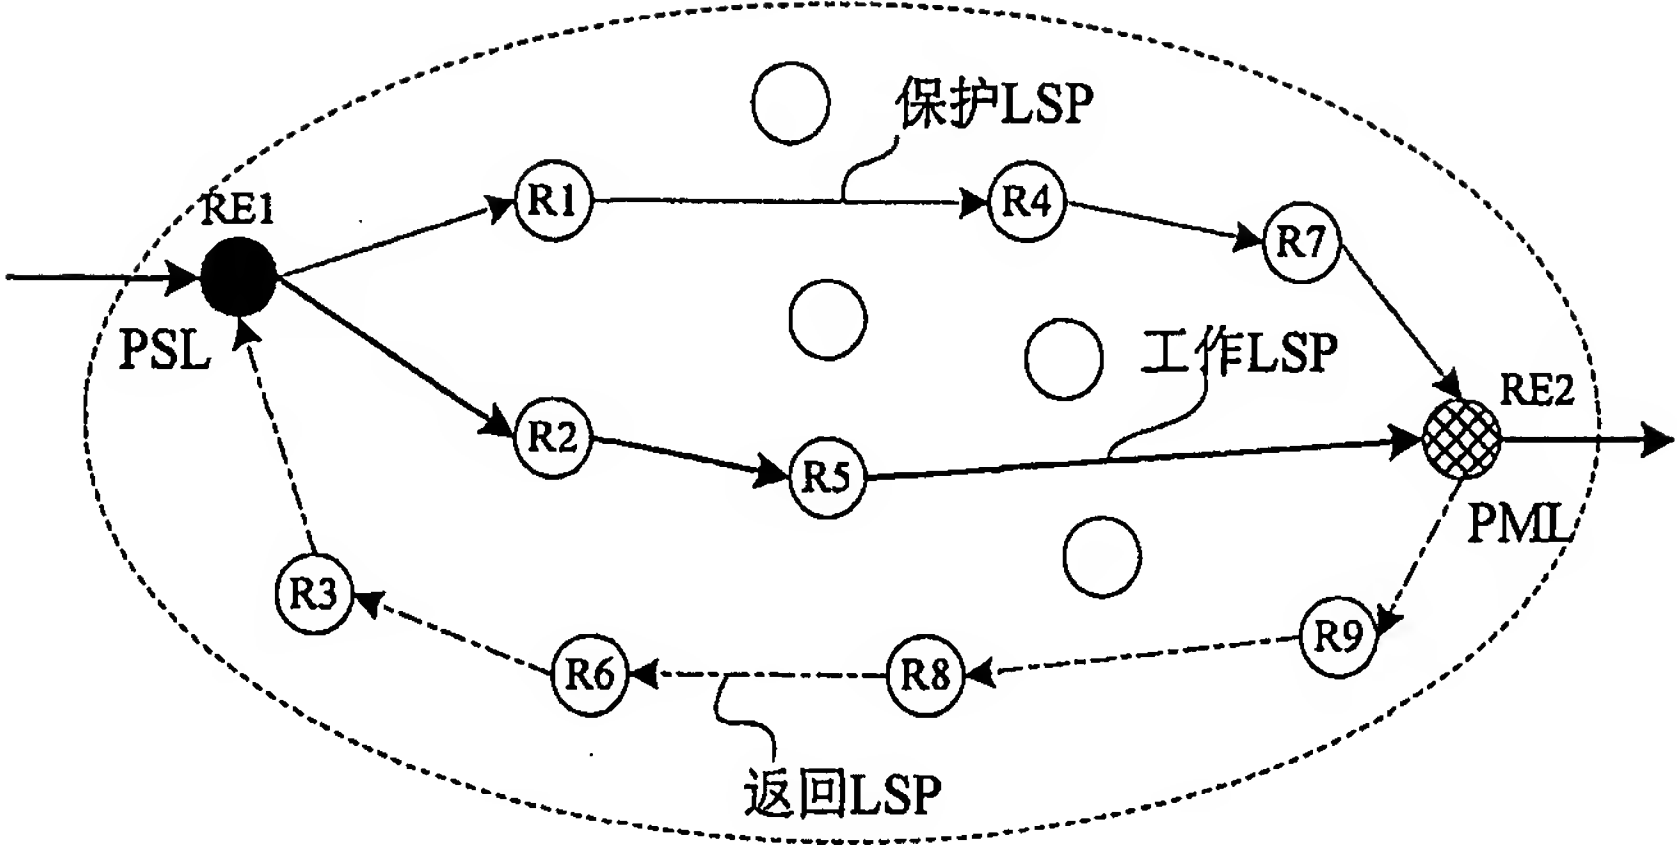 保护LSP
RE1
R1
R4
R7
PSL
工作LSP
RE2
R2
R5
PML
R3
R9
R6
R8
返回LSP